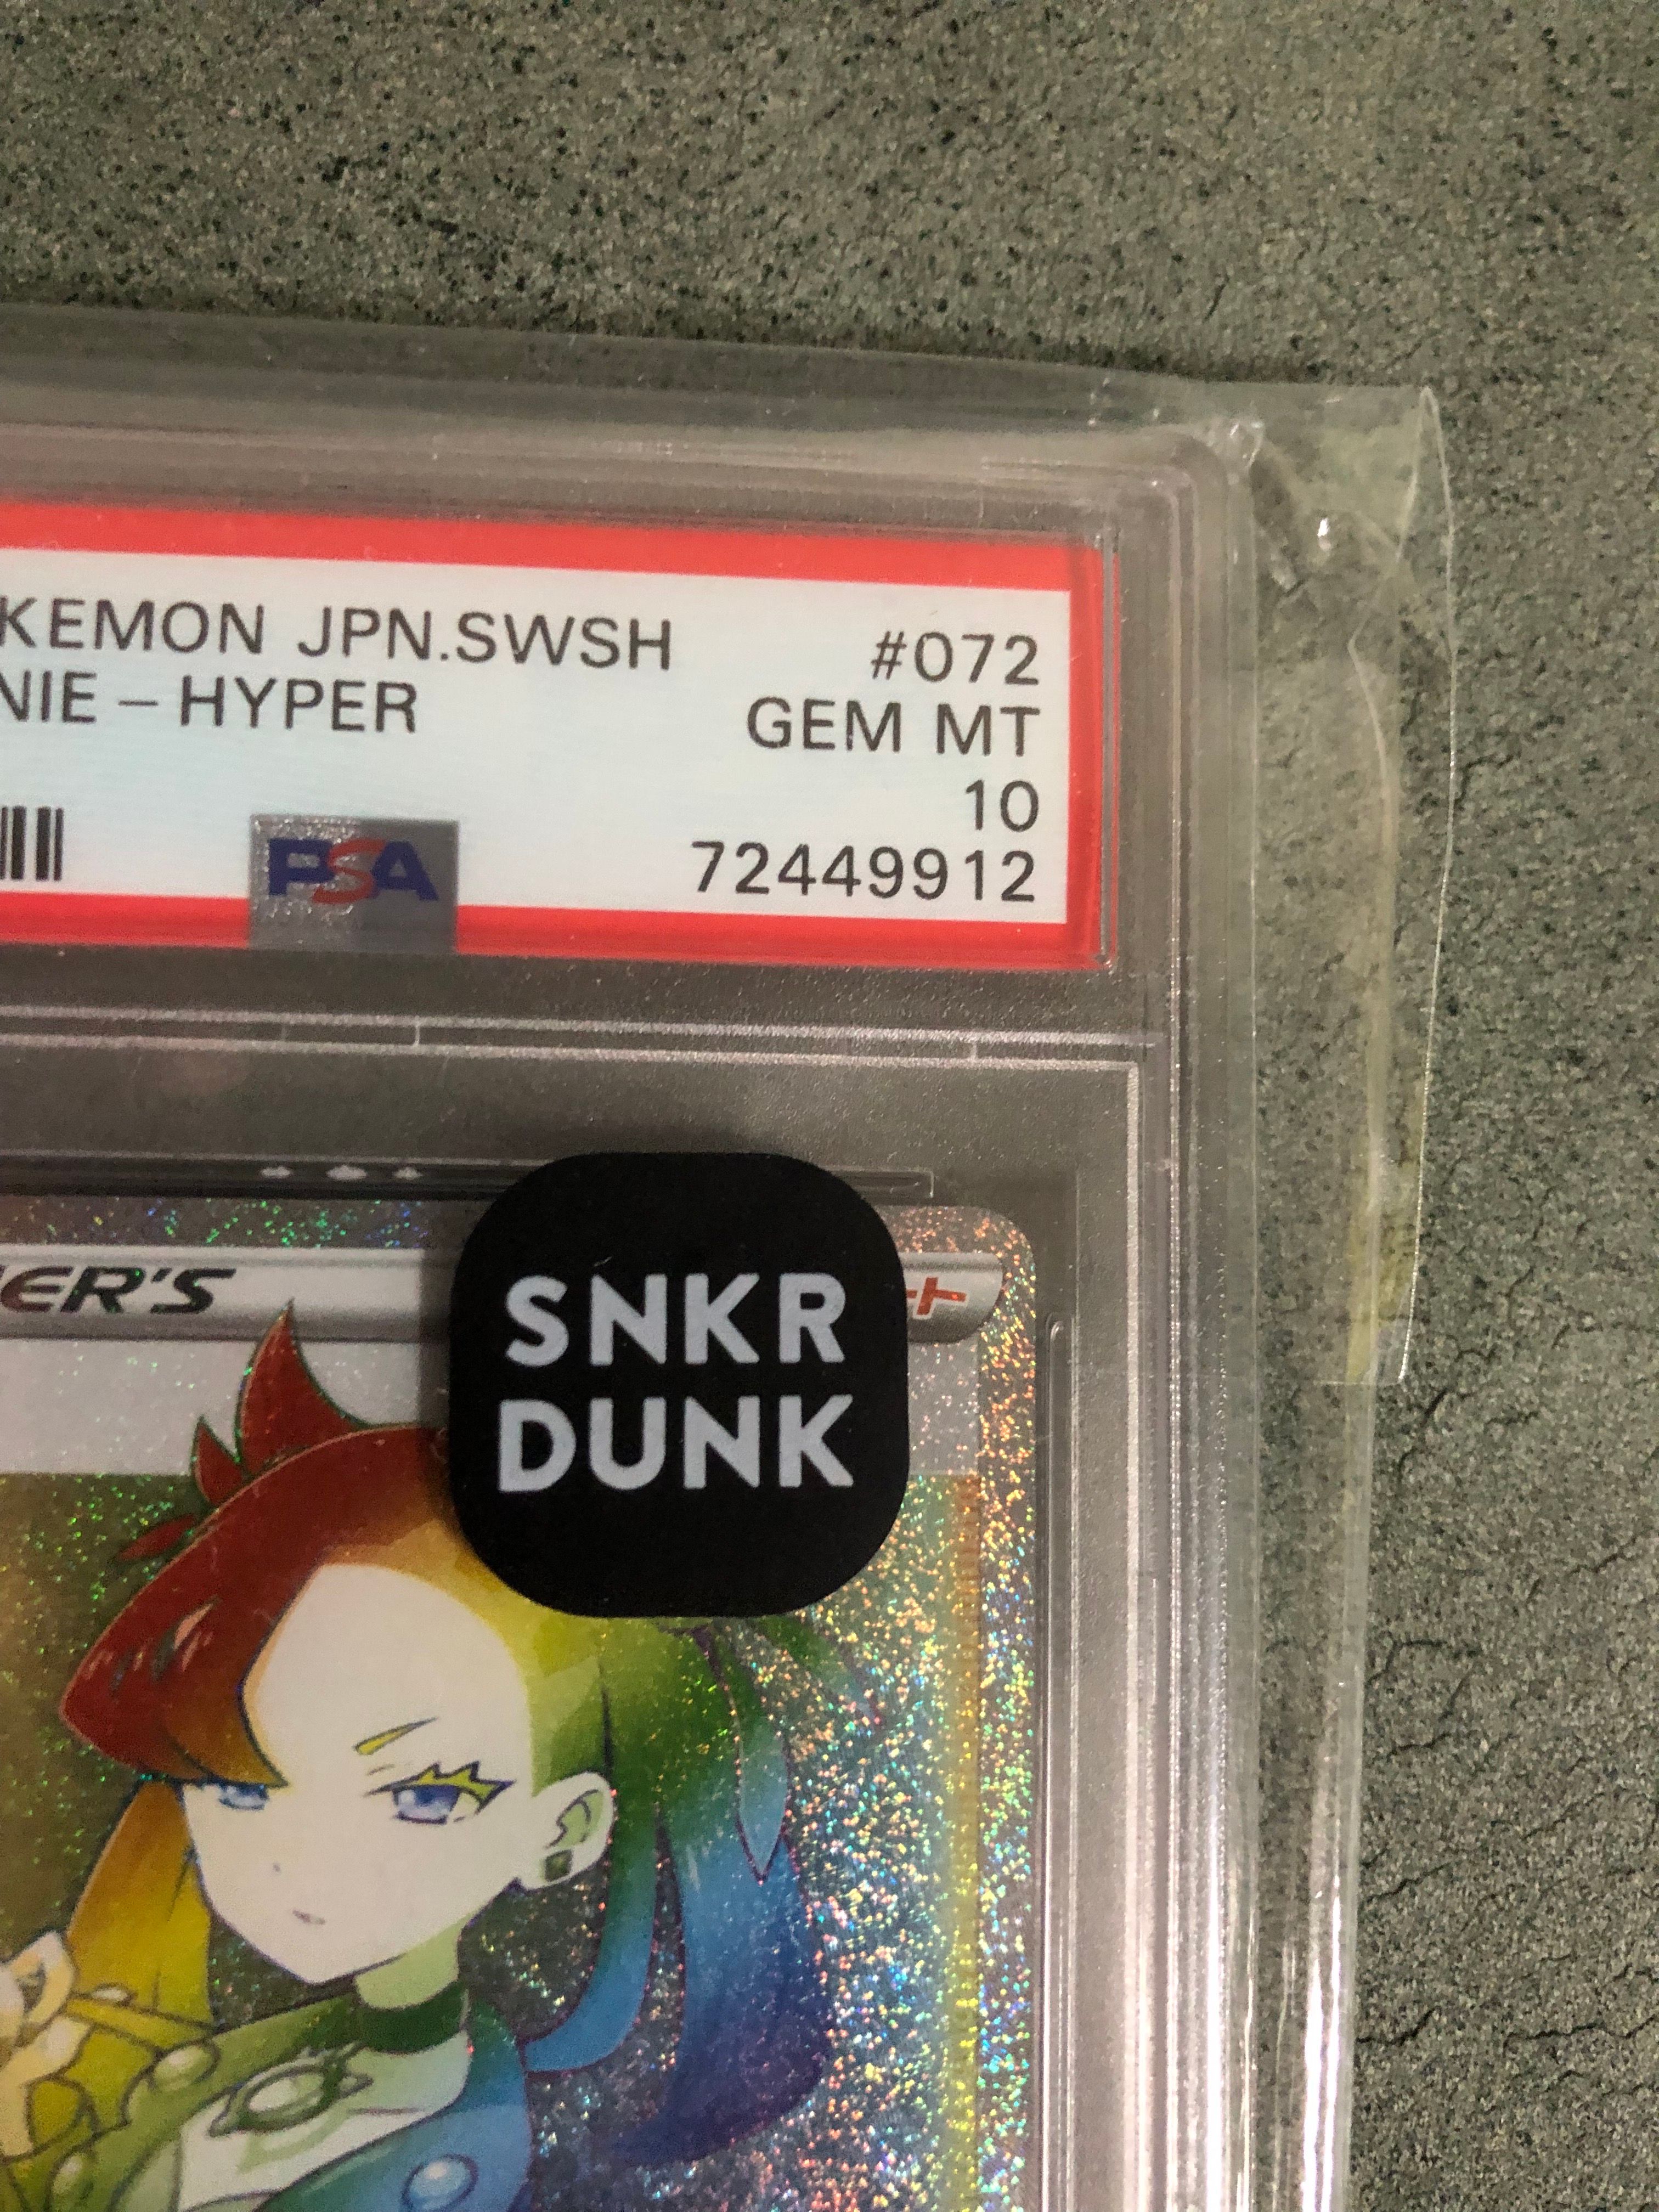 KEMON JPN.SWSH #072
NIE - HYPER GEM MT
10
PSA 72449912
ER'S
SNKR
DUNK